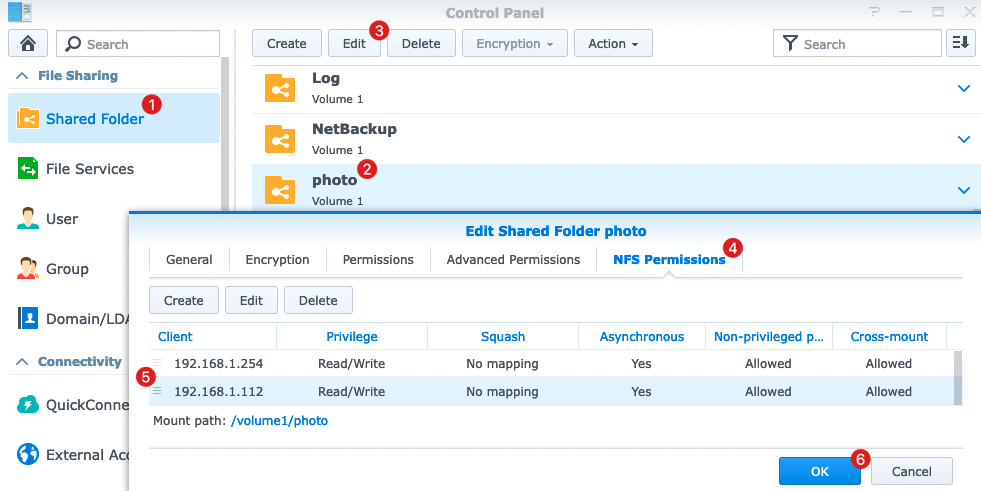 Control Panel
?
Search
Create
Edit
3
Delete
Encryption
Action
Search
File Sharing
Shared Folder
1
File Services
User
Group
Domain/LDA
Connectivity
QuickConne
External Acc
Log
Volume 1
NetBackup
Volume 1
photo
2
Volume 1
Edit Shared Folder photo
General
Encryption
Permissions
Advanced Permissions
NFS Permissions
4
Create
Edit
Delete
Client Privilege Squash Asynchronous Non-privileged p... Cross-mount
192.168.1.254 Read/Write No mapping Yes Allowed Allowed
5
192.168.1.112 Read/Write No mapping Yes Allowed Allowed
Mount path: /volume1/photo
OK
6
Cancel